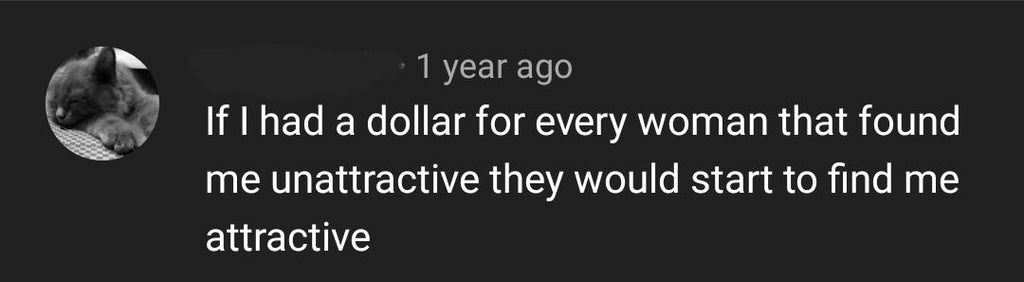 · 1 year ago
If I had a dollar for every woman that found
me unattractive they would start to find me
attractive